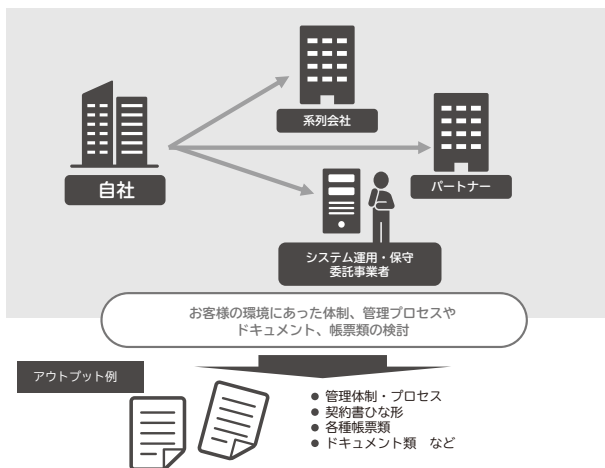 系列会社
自社
パートナー
システム運用・保守
委託事業者
お客様の環境にあった体制、管理プロセスや
ドキュメント、帳票類の検討
アウトプット例
● 管理体制・プロセス
● 契約書ひな形
● 各種帳票類
● ドキュメント類　など